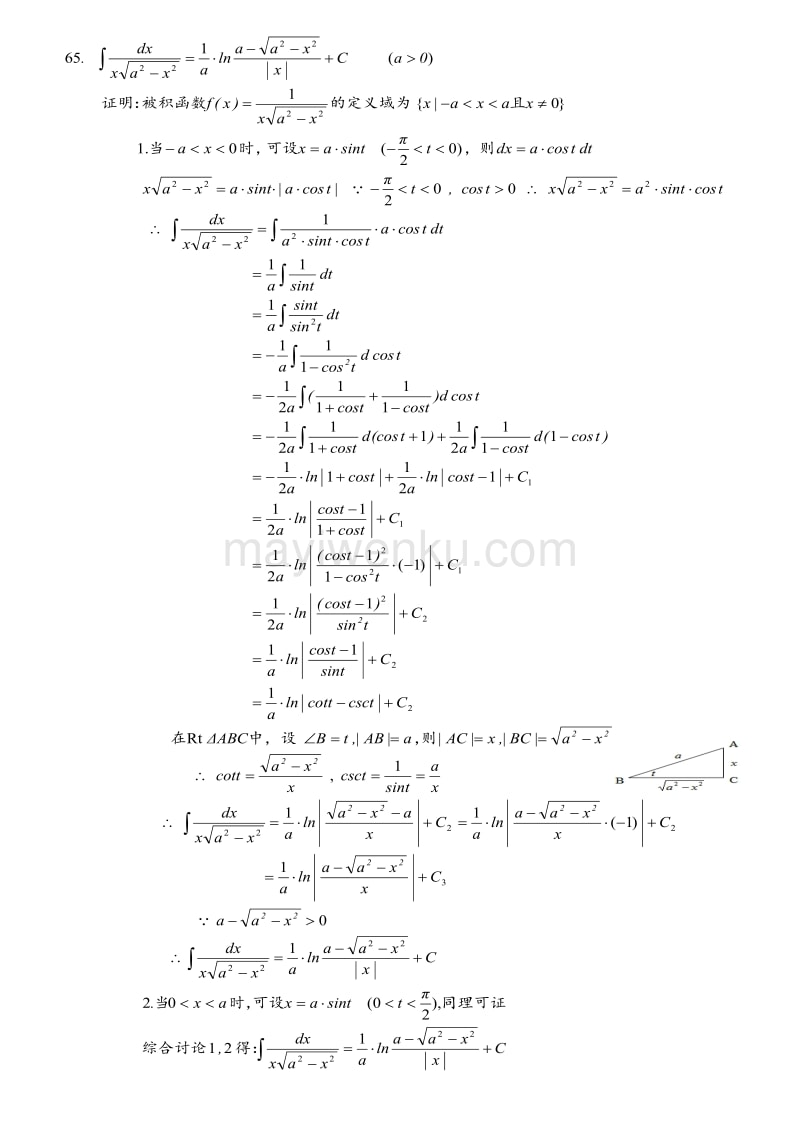 65. ∫ dx/(x√(a²−x²)) = 1/a · ln (a−√(a²−x²))/|x| + C (a>0)
证明:被积函数f(x) = 1/(x√(a²−x²)) 的定义域为 {x|−a<x<a且x≠0}
1.当−a<x<0时,可设x=a·sint (−π/2<t<0), 则dx=a·cost dt
x√(a²−x²) = a·sint·|a·cost| ∵ −π/2<t<0 , cost>0 ∴ x√(a²−x²) = a²·sint·cost
∴ ∫ dx/(x√(a²−x²)) = ∫ 1/(a²·sint·cost) · a·cost dt
= 1/a ∫ 1/sint dt
= 1/a ∫ sint/sin²t dt
= −1/a ∫ 1/(1−cos²t) d cost
= −1/2a ∫ (1/(1+cost) + 1/(1−cost))d cost
= −1/2a ∫ 1/(1+cost) d(cost+1) + 1/2a ∫ 1/(1−cost) d(1−cost)
= −1/2a · ln|1+cost| + 1/2a · ln|cost−1| + C₁
= 1/2a · ln|(cost−1)/(1+cost)| + C₁
mayiwenku.com
= 1/2a · ln|(cost−1)²/(1−cos²t) · (−1)| + C₁
= 1/2a · ln|(cost−1)²/sin²t| + C₂
= 1/a · ln|(cost−1)/sint| + C₂
= 1/a · ln|cott−csct| + C₂
在Rt ΔABC中, 设 ∠B=t,|AB|=a,则|AC|=x,|BC|=√(a²−x²)
A
a
x
B
t
C
√(a²−x²)
∴ cott = √(a²−x²)/x , csct = 1/sint = a/x
∴ ∫ dx/(x√(a²−x²)) = 1/a · ln|(√(a²−x²)−a)/x| + C₂ = 1/a · ln|(a−√(a²−x²))/x · (−1)| + C₂
= 1/a · ln|(a−√(a²−x²))/x| + C₃
∵ a−√(a²−x²) > 0
∴ ∫ dx/(x√(a²−x²)) = 1/a · ln (a−√(a²−x²))/|x| + C
2.当0<x<a时,可设x=a·sint (0<t<π/2),同理可证
综合讨论1,2得:∫ dx/(x√(a²−x²)) = 1/a · ln (a−√(a²−x²))/|x| + C